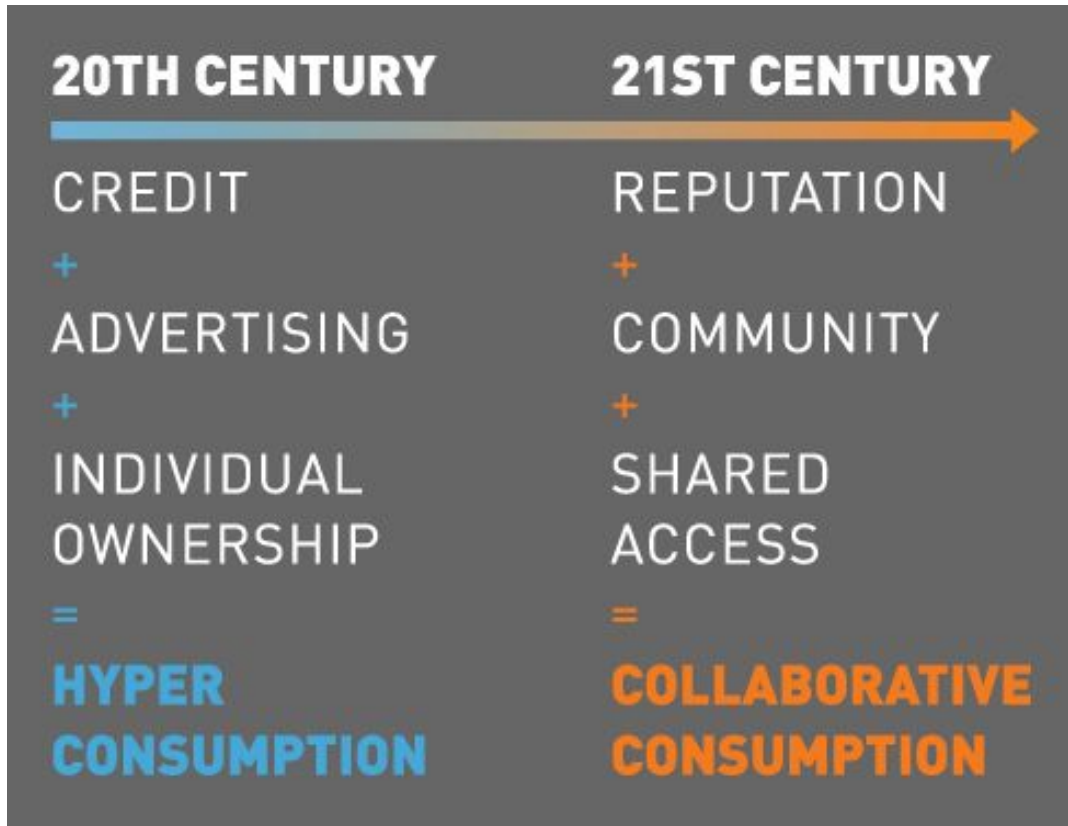 20TH CENTURY
CREDIT
+
ADVERTISING
+
INDIVIDUAL
OWNERSHIP
=
HYPER
CONSUMPTION
21ST CENTURY
REPUTATION
+
COMMUNITY
+
SHARED
ACCESS
=
COLLABORATIVE
CONSUMPTION